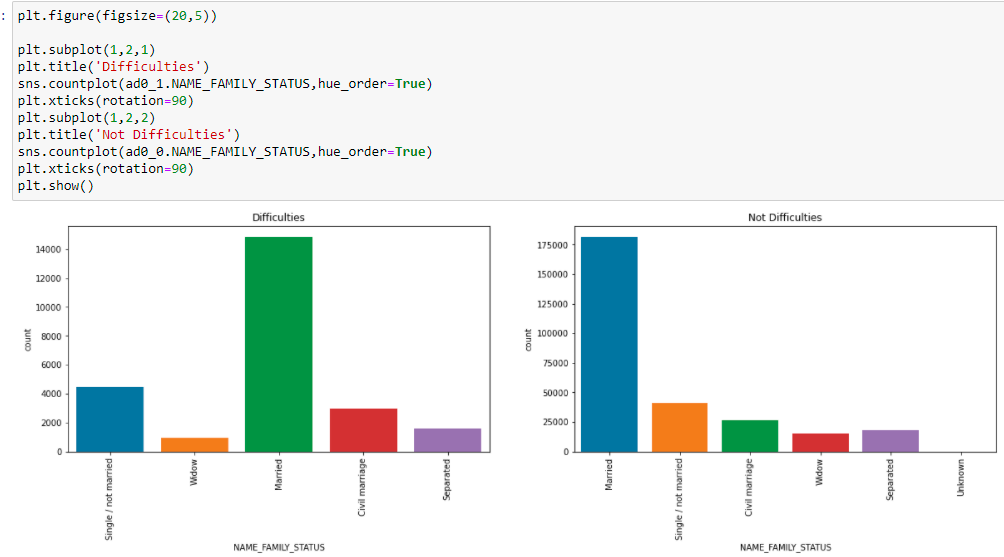 :
plt.figure(figsize=(20,5))
plt.subplot(1,2,1)
plt.title('Difficulties')
sns.countplot(ad0_1.NAME_FAMILY_STATUS,hue_order=True)
plt.xticks(rotation=90)
plt.subplot(1,2,2)
plt.title('Not Difficulties')
sns.countplot(ad0_0.NAME_FAMILY_STATUS,hue_order=True)
plt.xticks(rotation=90)
plt.show()
Difficulties
14000
12000
10000
8000
6000
4000
2000
0
count
Single / not married
Widow
Married
Civil marriage
Separated
NAME_FAMILY_STATUS
Not Difficulties
175000
150000
125000
100000
75000
50000
25000
0
count
Married
Single / not married
Civil marriage
Widow
Separated
Unknown
NAME_FAMILY_STATUS